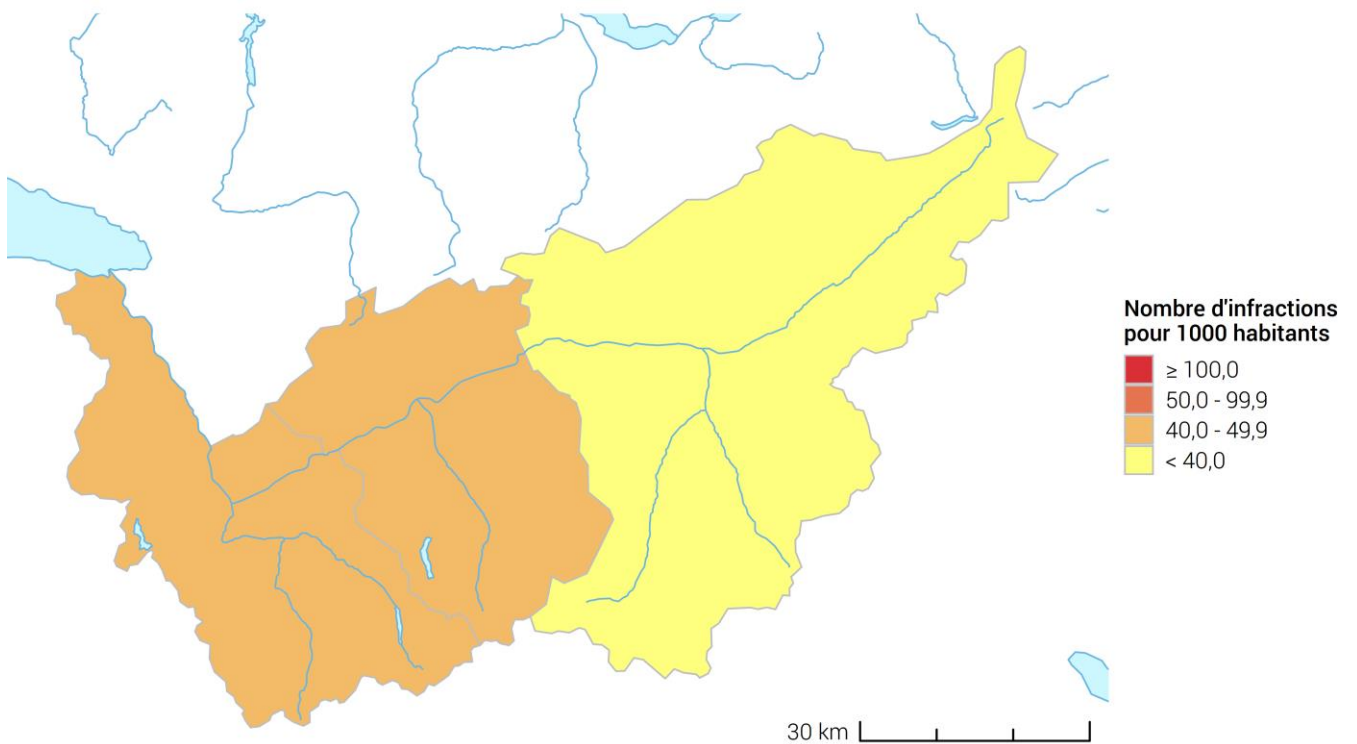 Nombre d'infractions
pour 1000 habitants
≥ 100,0
50,0 - 99,9
40,0 - 49,9
< 40,0
30 km